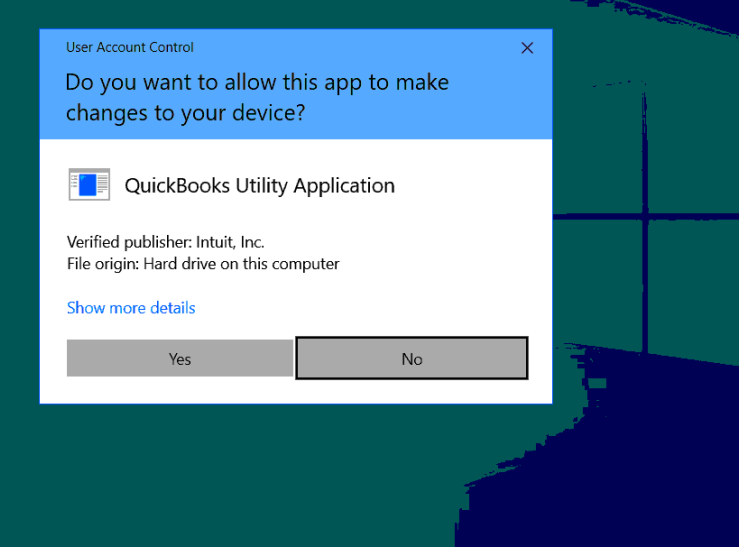 User Account Control
Do you want to allow this app to make
changes to your device?
QuickBooks Utility Application
Verified publisher: Intuit, Inc.
File origin: Hard drive on this computer
Show more details
Yes
No